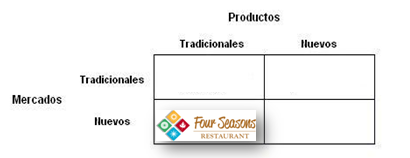 Productos
Tradicionales Nuevos
Tradicionales
Mercados
Nuevos
Four Seasons
RESTAURANT